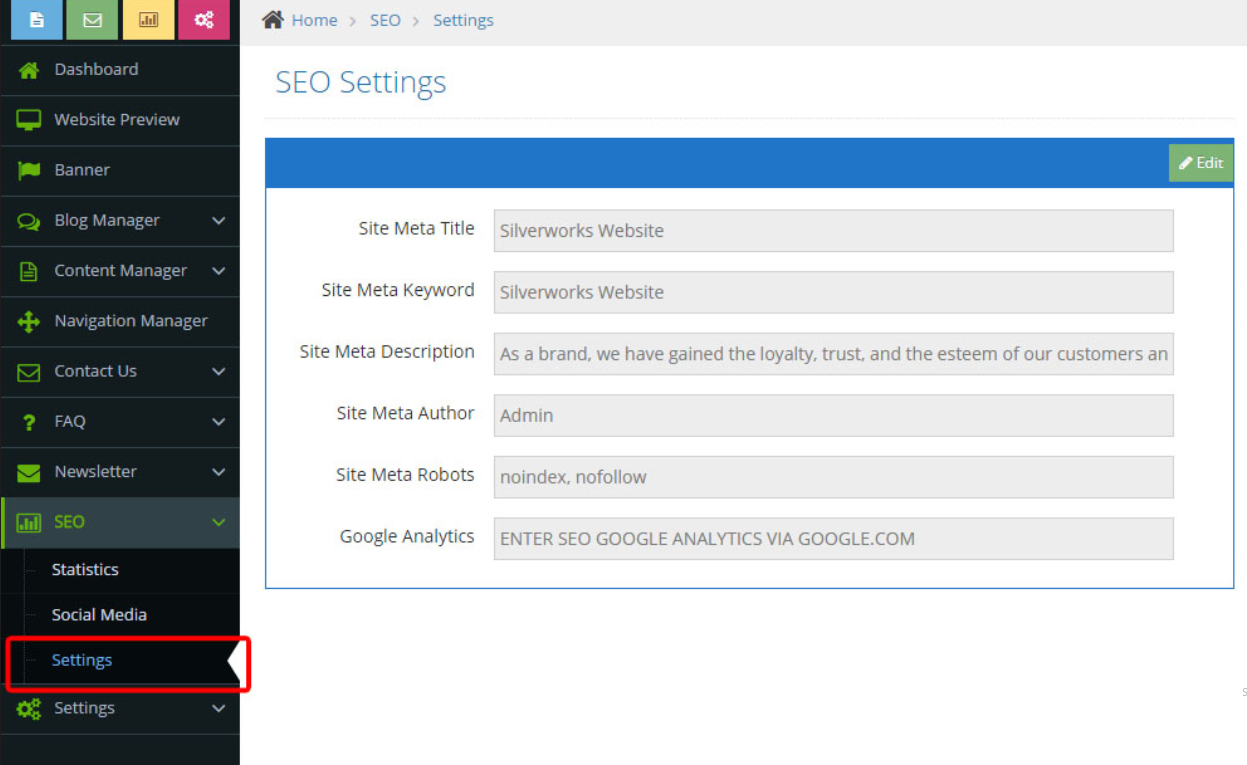 Home > SEO > Settings
Dashboard
Website Preview
Banner
Blog Manager
Content Manager
Navigation Manager
Contact Us
FAQ
Newsletter
SEO
Statistics
Social Media
Settings
Settings
SEO Settings
Edit
Site Meta Title Silverworks Website
Site Meta Keyword Silverworks Website
Site Meta Description As a brand, we have gained the loyalty, trust, and the esteem of our customers an
Site Meta Author Admin
Site Meta Robots noindex, nofollow
Google Analytics ENTER SEO GOOGLE ANALYTICS VIA GOOGLE.COM